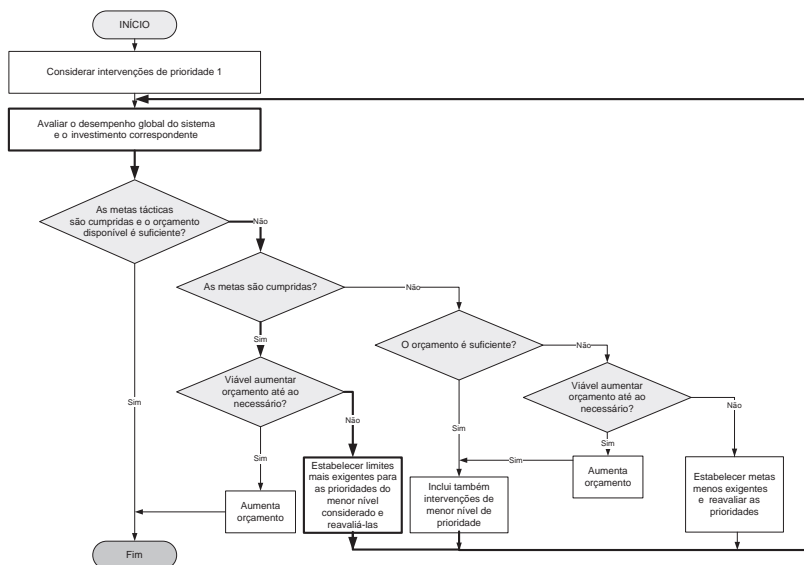 INÍCIO
Considerar intervenções de prioridade 1
Avaliar o desempenho global do sistema
e o investimento correspondente
As metas tácticas
são cumpridas e o orçamento
disponível é suficiente?
Não
As metas são cumpridas?
Não
O orçamento é suficiente?
Não
Sim
Viável aumentar
orçamento até ao
necessário?
Viável aumentar
orçamento até ao
necessário?
Sim
Não
Sim
Não
Sim
Sim
Sim
Aumenta
orçamento
Estabelecer limites
mais exigentes para
as prioridades do
menor nível
considerado e
reavaliá-las
Inclui também
intervenções de
menor nível de
prioridade
Aumenta
orçamento
Estabelecer metas
menos exigentes
e reavaliar as
prioridades
Fim